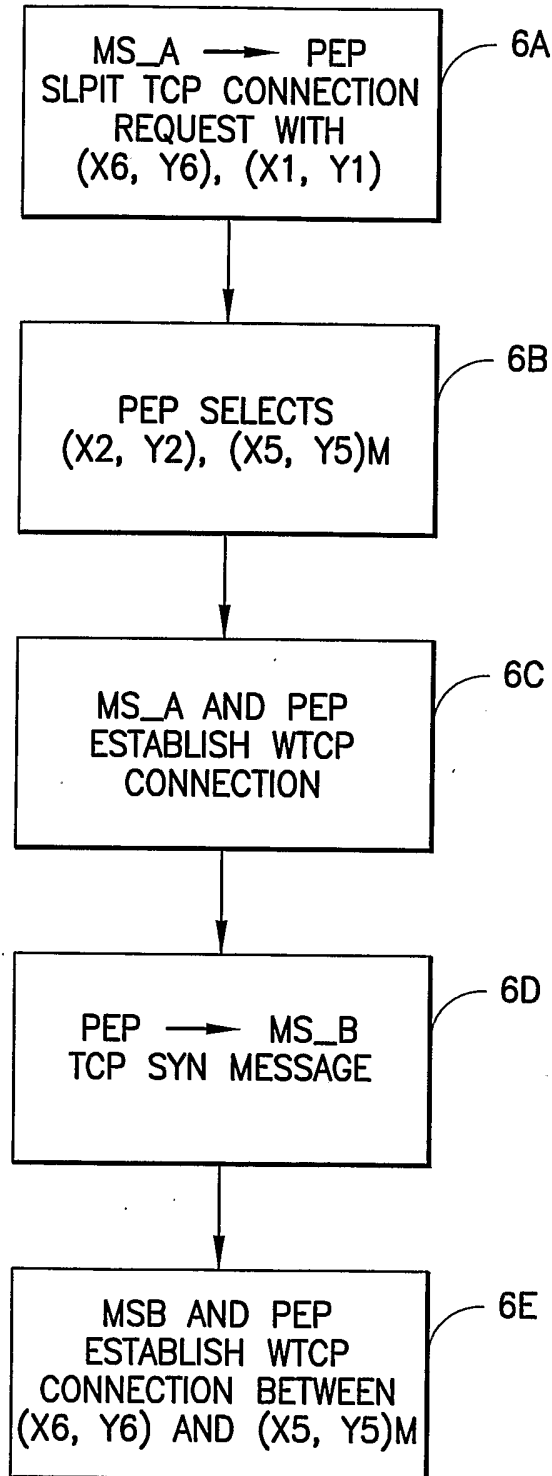 MS_A → PEP
SLPIT TCP CONNECTION
REQUEST WITH
(X6, Y6), (X1, Y1)
6A
PEP SELECTS
(X2, Y2), (X5, Y5)M
6B
MS_A AND PEP
ESTABLISH WTCP
CONNECTION
6C
PEP → MS_B
TCP SYN MESSAGE
6D
MSB AND PEP
ESTABLISH WTCP
CONNECTION BETWEEN
(X6, Y6) AND (X5, Y5)M
6E